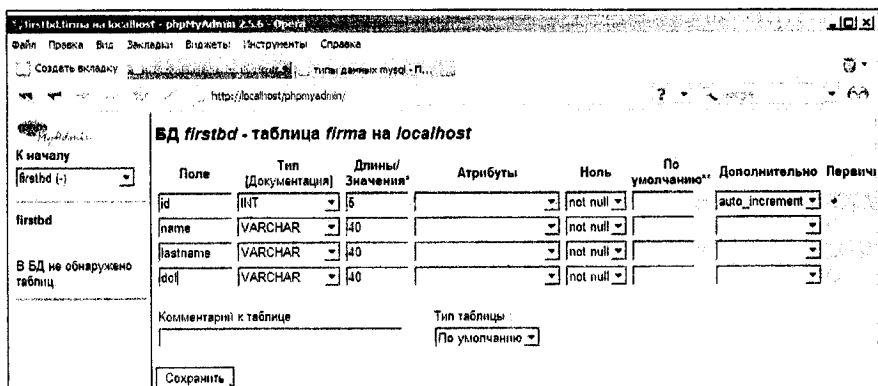 firstbd.firma на localhost - phpMyAdmin 2.5.6 - Opera
Файл Правка Вид Закладки Виджеты Инструменты Справка
Создать вкладку типы данных mysql - П...
http://localhost/phpmyadmin/
MyAdmin
БД firstbd - таблица firma на localhost
К началу
firstbd (-)
firstbd
В БД не обнаружено таблиц
Поле Тип [Документация] Длины/Значения* Атрибуты Ноль По умолчанию** Дополнительно Первичн
id INT 5 not null auto_increment
name VARCHAR 40 not null
lastname VARCHAR 40 not null
dol VARCHAR 40 not null
Комментарий к таблице Тип таблицы :
По умолчанию
Сохранить